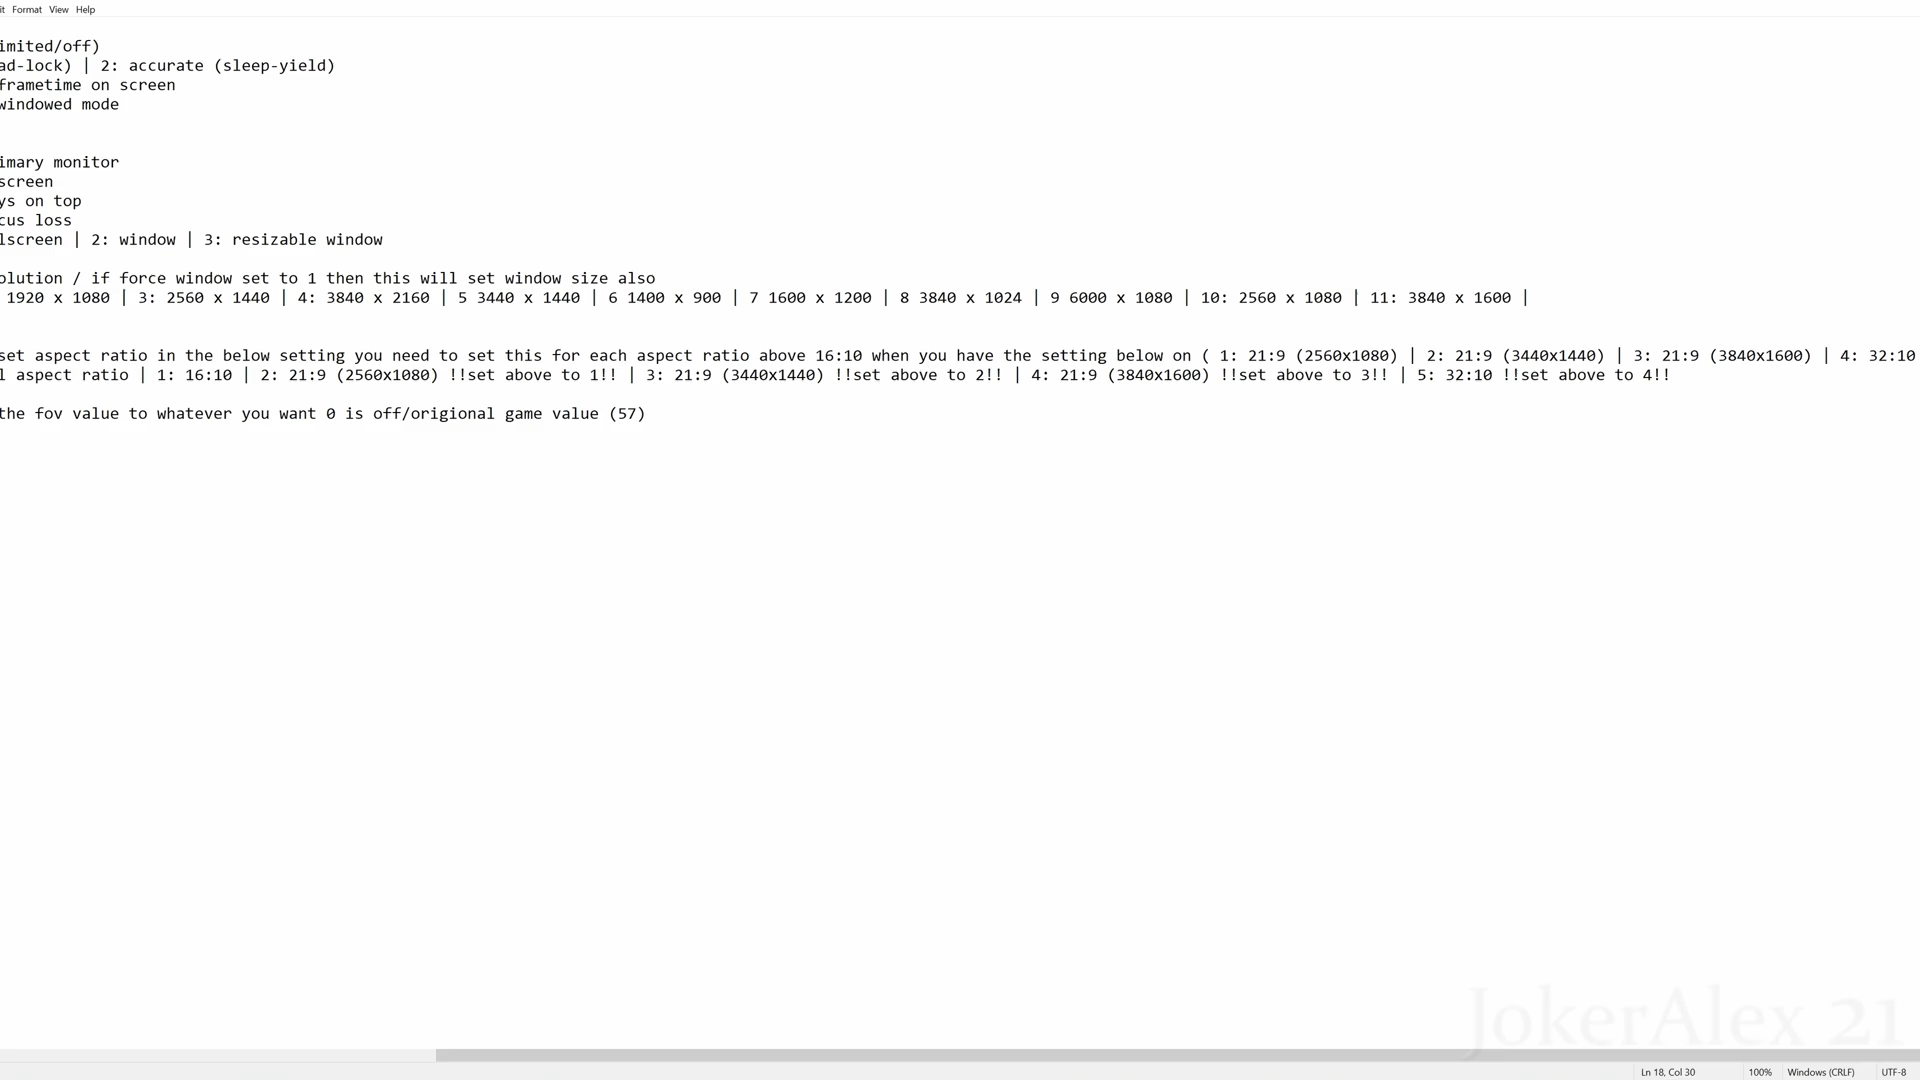 it Format View Help
imited/off)
ad-lock) | 2: accurate (sleep-yield)
frametime on screen
windowed mode
imary monitor
screen
ys on top
cus loss
lscreen | 2: window | 3: resizable window
olution / if force window set to 1 then this will set window size also
1920 x 1080 | 3: 2560 x 1440 | 4: 3840 x 2160 | 5 3440 x 1440 | 6 1400 x 900 | 7 1600 x 1200 | 8 3840 x 1024 | 9 6000 x 1080 | 10: 2560 x 1080 | 11: 3840 x 1600 |
set aspect ratio in the below setting you need to set this for each aspect ratio above 16:10 when you have the setting below on ( 1: 21:9 (2560x1080) | 2: 21:9 (3440x1440) | 3: 21:9 (3840x1600) | 4: 32:10
l aspect ratio | 1: 16:10 | 2: 21:9 (2560x1080) !!set above to 1!! | 3: 21:9 (3440x1440) !!set above to 2!! | 4: 21:9 (3840x1600) !!set above to 3!! | 5: 32:10 !!set above to 4!!
the fov value to whatever you want 0 is off/origional game value (57)
JokerAlex 21
Ln 18, Col 30 100% Windows (CRLF) UTF-8